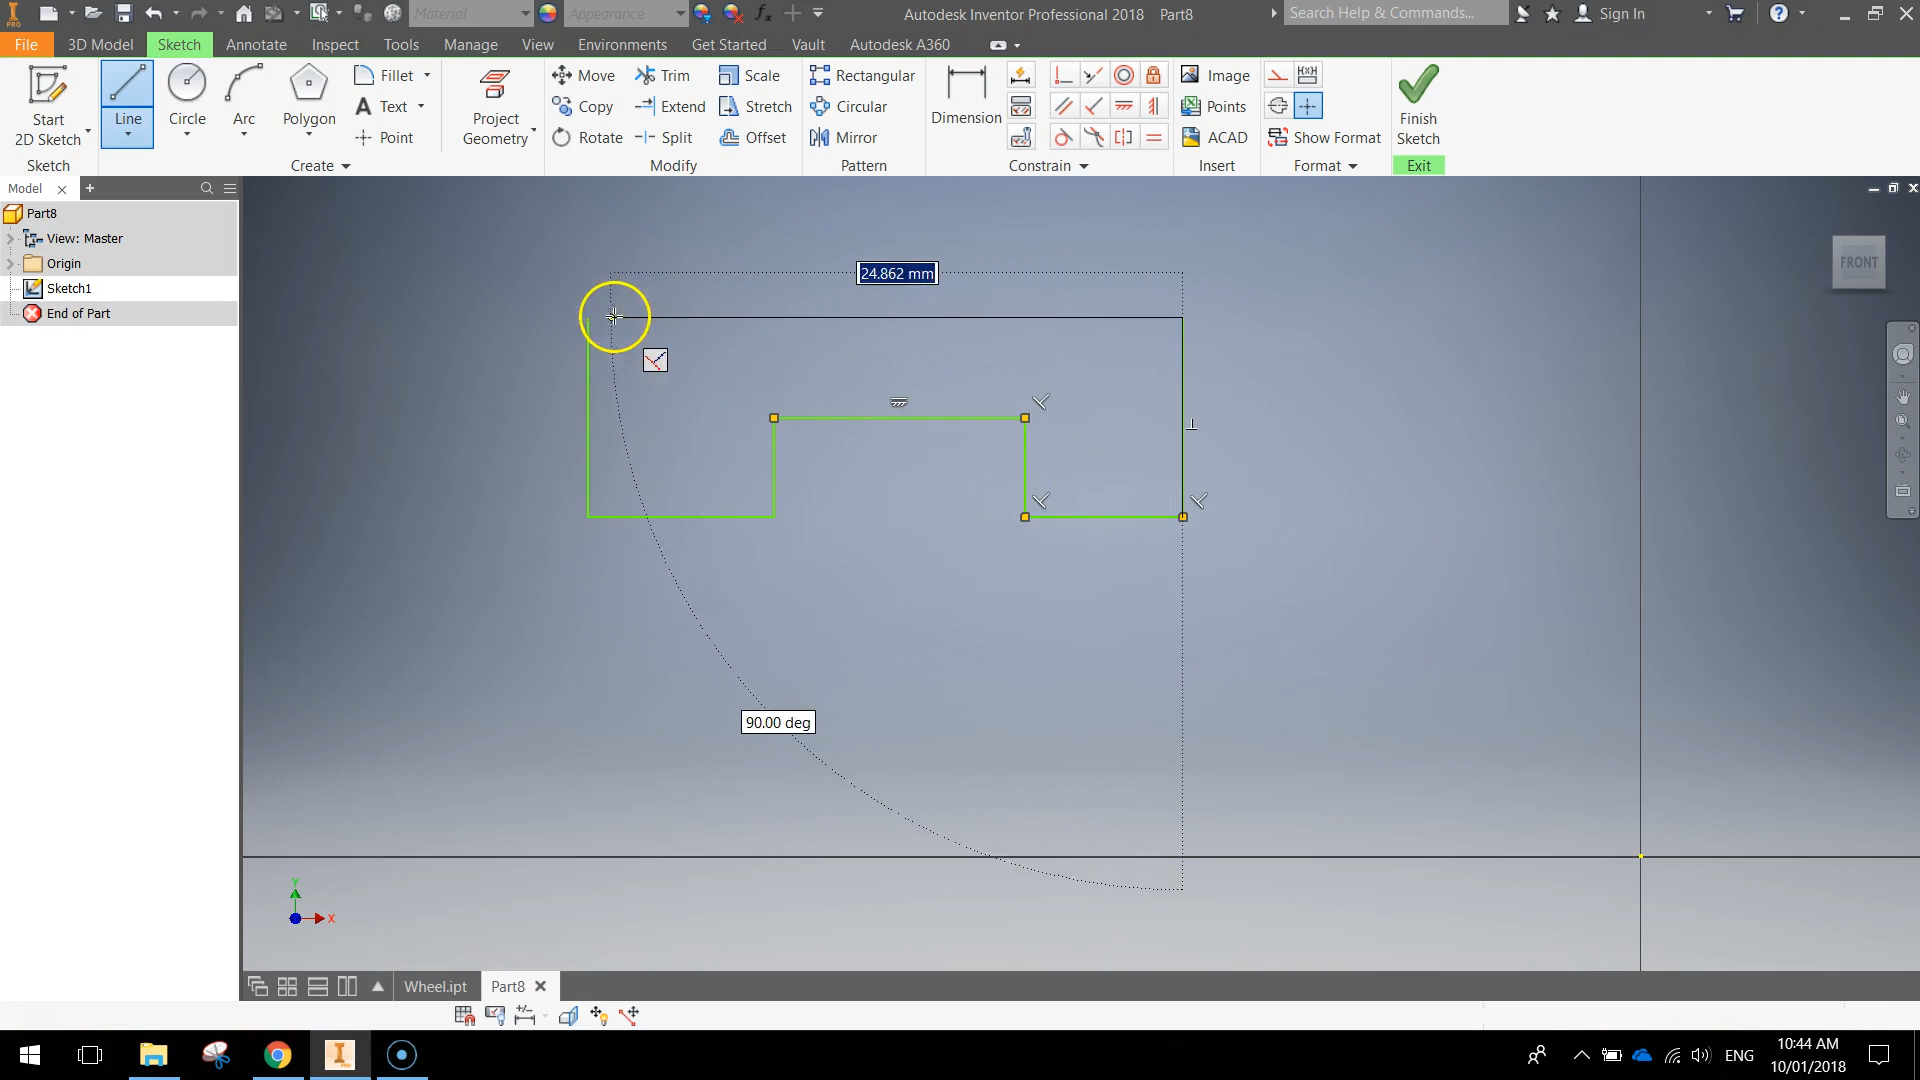 PRO
Material
Appearance
fx
Autodesk Inventor Professional 2018 Part8
Search Help & Commands...
Sign In
File
3D Model
Sketch
Annotate
Inspect
Tools
Manage
View
Environments
Get Started
Vault
Autodesk A360
Start
2D Sketch
Line
Circle
Arc
Polygon
Fillet
Text
Point
Project
Geometry
Move
Copy
Rotate
Trim
Extend
Split
Scale
Stretch
Offset
Rectangular
Circular
Mirror
Dimension
Image
Points
ACAD
Show Format
Finish
Sketch
Sketch
Create
Modify
Pattern
Constrain
Insert
Format
Exit
Model
Part8
View: Master
Origin
Sketch1
End of Part
24.862 mm
FRONT
90.00 deg
Y
X
Wheel.ipt
Part8
ENG
10:44 AM
10/01/2018